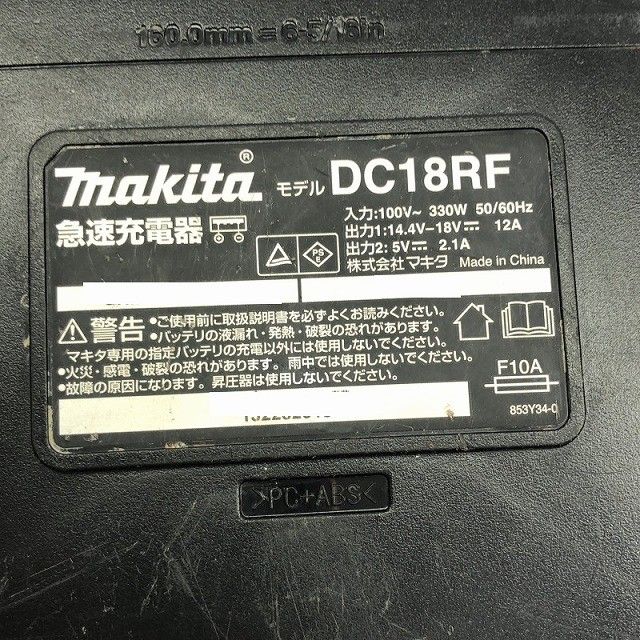 160.0mm = 6-5/16in
makita® モデル DC18RF
急速充電器
入力:100V~ 330W 50/60Hz
出力1:14.4V-18V⎓ 12A
出力2: 5V⎓ 2.1A
株式会社マキタ Made in China
PS
E
⚠警告 •ご使用前に取扱説明書を必ずよくお読みください。
•バッテリの液漏れ・発熱・破裂の恐れがあります。
マキタ専用の指定バッテリの充電以外には使用しないでください。
•火災・感電・破裂の恐れがあります。雨中では使用しないでください。
•故障の原因になります。昇圧器は使用しないでください。
F10A
853Y34-0
>PC+ABS<